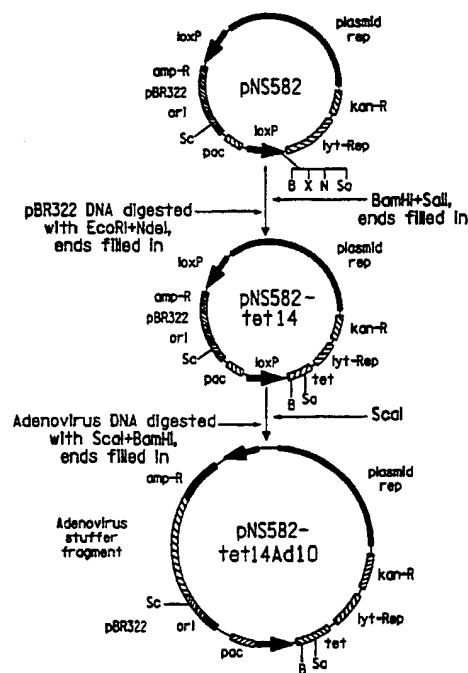 loxP
plasmid
rep
amp-R
pBR322
ori
pNS582
kan-R
Sc
loxP
pac
lyt-Rep
B X N Sa
pBR322 DNA digested
with EcoRI+NdeI,
ends filled in
BamHI+SalI,
ends filled in
loxP
plasmid
rep
amp-R
pBR322
ori
pNS582-
tet14
kan-R
Sc
loxP
lyt-Rep
pac
tet
B
Sa
Adenovirus DNA digested
with ScaI+BamHI,
ends filled in
ScaI
amp-R
plasmid
rep
Adenovirus
stuffer
fragment
pNS582-
tet14Ad10
kan-R
Sc
pBR322
ori
lyt-Rep
pac
tet
B
Sa